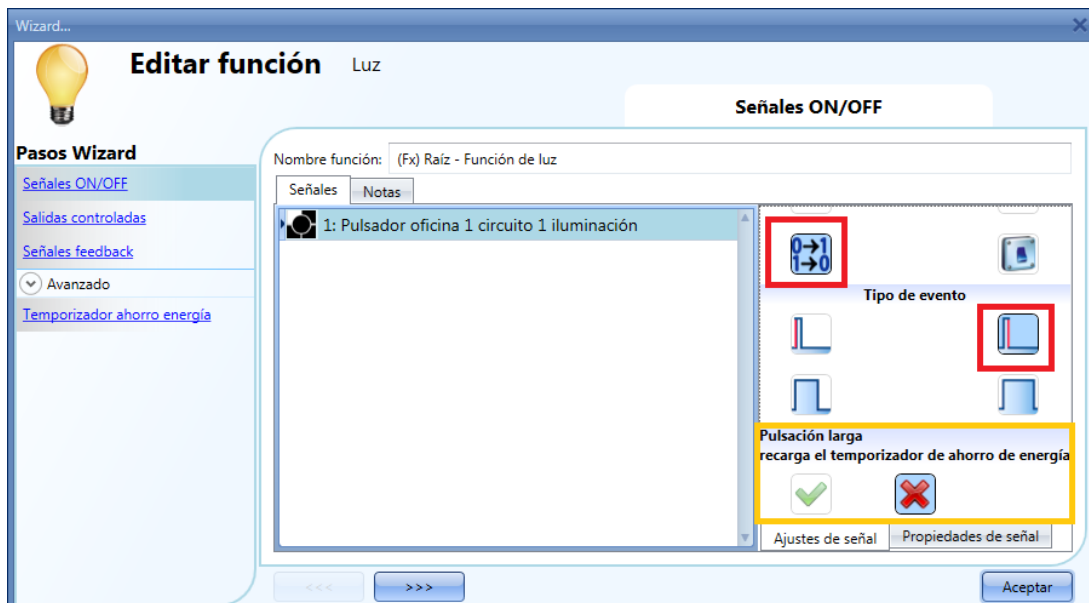 Wizard...
Editar función Luz
Señales ON/OFF
Pasos Wizard
Señales ON/OFF
Salidas controladas
Señales feedback
Avanzado
Temporizador ahorro energía
Nombre función: (Fx) Raíz - Función de luz
Señales Notas
1: Pulsador oficina 1 circuito 1 iluminación
0→1
1→0
Tipo de evento
Pulsación larga
recarga el temporizador de ahorro de energía
Ajustes de señal Propiedades de señal
<<< >>> Aceptar